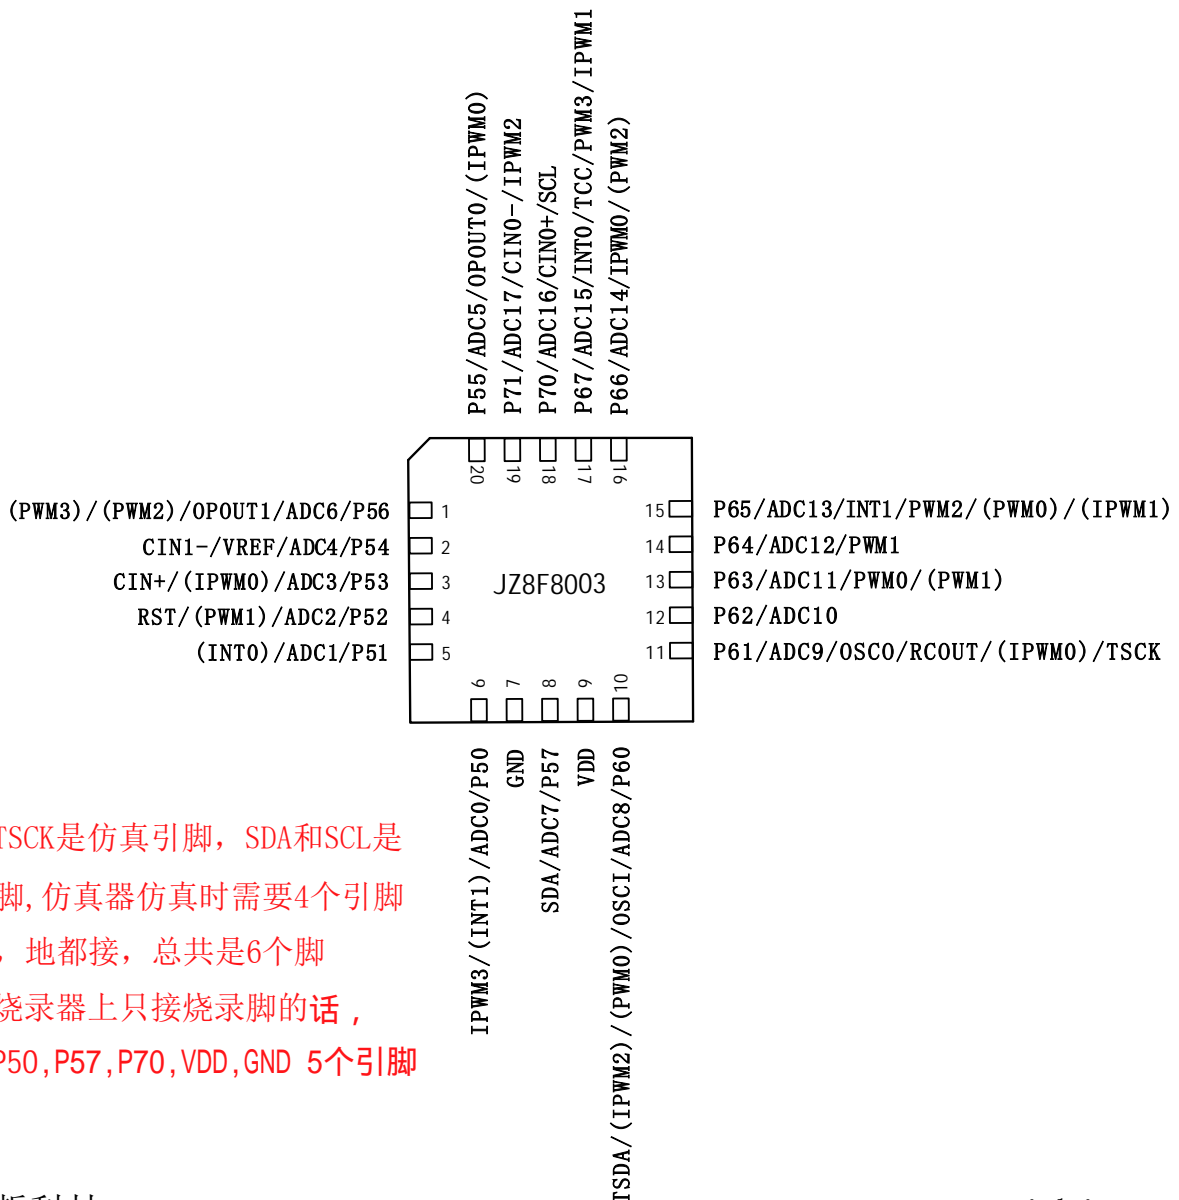 P55/ADC5/OPOUT0/(IPWM0)
P71/ADC17/CIN0-/IPWM2
P70/ADC16/CIN0+/SCL
P67/ADC15/INT0/TCC/PWM3/IPWM1
P66/ADC14/IPWM0/(PWM2)
20
19
18
17
16
(PWM3)/(PWM2)/OPOUT1/ADC6/P56
1
CIN1-/VREF/ADC4/P54
2
CIN+/(IPWM0)/ADC3/P53
3
RST/(PWM1)/ADC2/P52
4
(INT0)/ADC1/P51
5
JZ8F8003
15
P65/ADC13/INT1/PWM2/(PWM0)/(IPWM1)
14
P64/ADC12/PWM1
13
P63/ADC11/PWM0/(PWM1)
12
P62/ADC10
11
P61/ADC9/OSCO/RCOUT/(IPWM0)/TSCK
9
7
8
6
10
IPWM3/(INT1)/ADC0/P50
GND
SDA/ADC7/P57
VDD
TSDA/(IPWM2)/(PWM0)/OSCI/ADC8/P60
TSCK是仿真引脚，SDA和SCL是
脚,仿真器仿真时需要4个引脚
，地都接，总共是6个脚
烧录器上只接烧录脚的话，
P50,P57,P70,VDD,GND 5个引脚